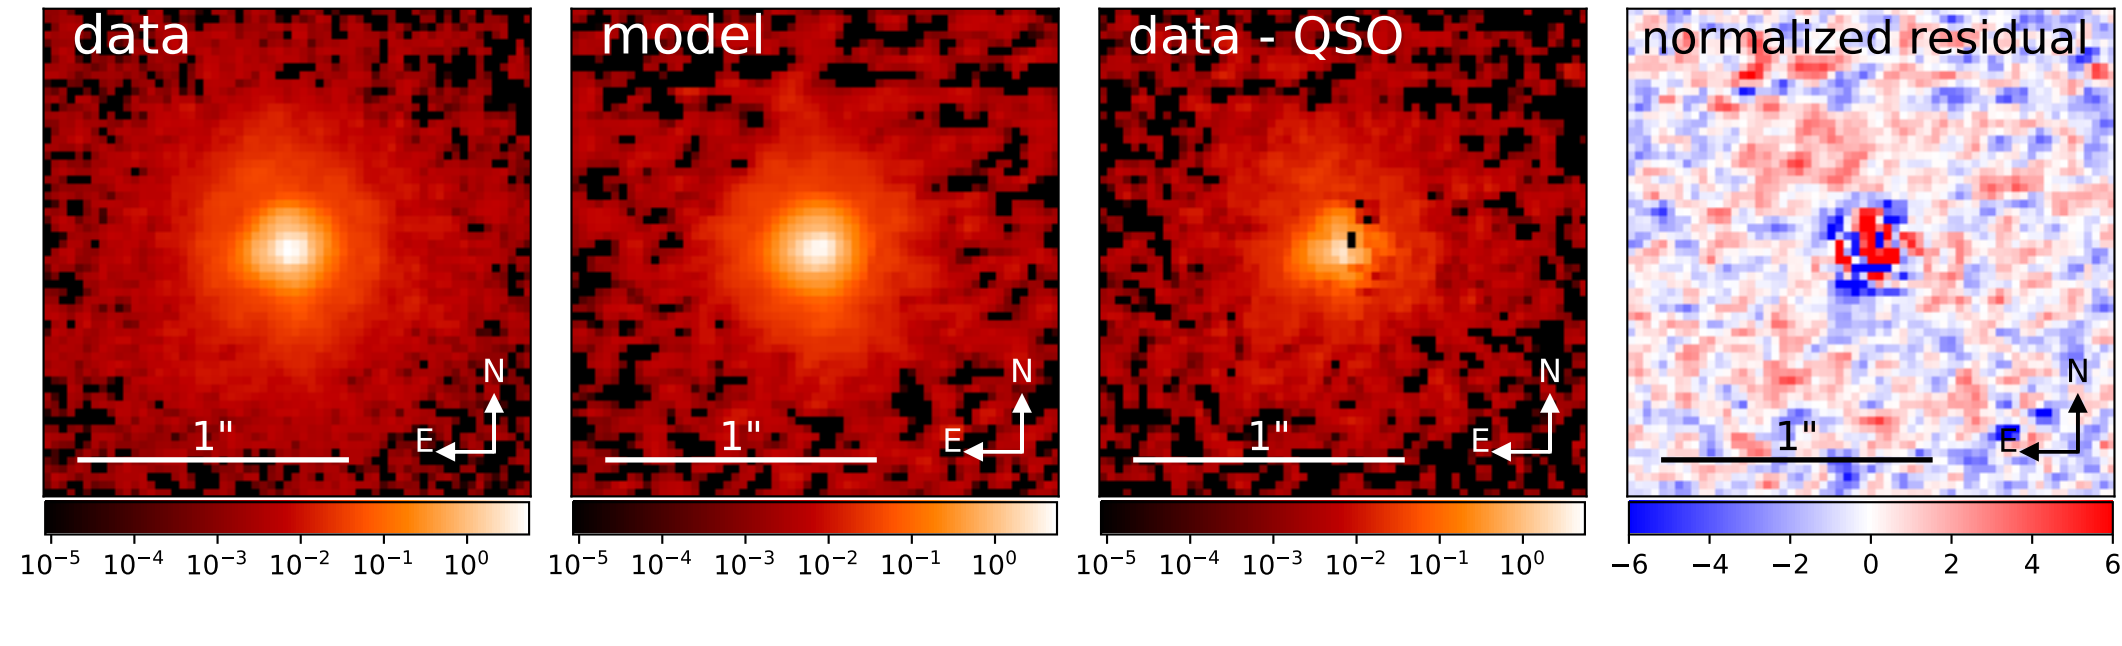 data
N
E
1"
10⁻⁵ 10⁻⁴ 10⁻³ 10⁻² 10⁻¹ 10⁰
model
N
E
1"
10⁻⁵ 10⁻⁴ 10⁻³ 10⁻² 10⁻¹ 10⁰
data - QSO
N
E
1"
10⁻⁵ 10⁻⁴ 10⁻³ 10⁻² 10⁻¹ 10⁰
normalized residual
N
E
1"
−6 −4 −2 0 2 4 6